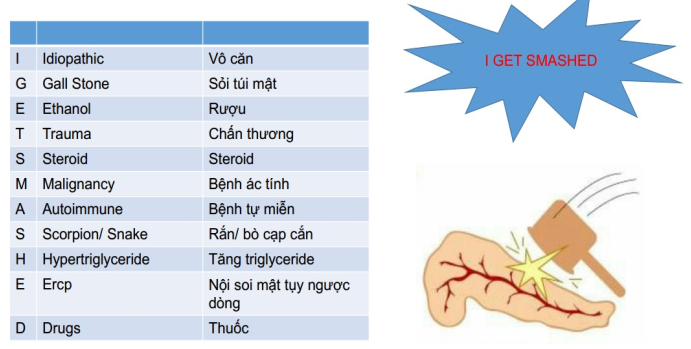 I Idiopathic Vô căn
G Gall Stone Sỏi túi mật
E Ethanol Rượu
T Trauma Chấn thương
S Steroid Steroid
M Malignancy Bệnh ác tính
A Autoimmune Bệnh tự miễn
S Scorpion/ Snake Rắn/ bò cạp cắn
H Hypertriglyceride Tăng triglyceride
E Ercp Nội soi mật tụy ngược
dòng
D Drugs Thuốc
I GET SMASHED